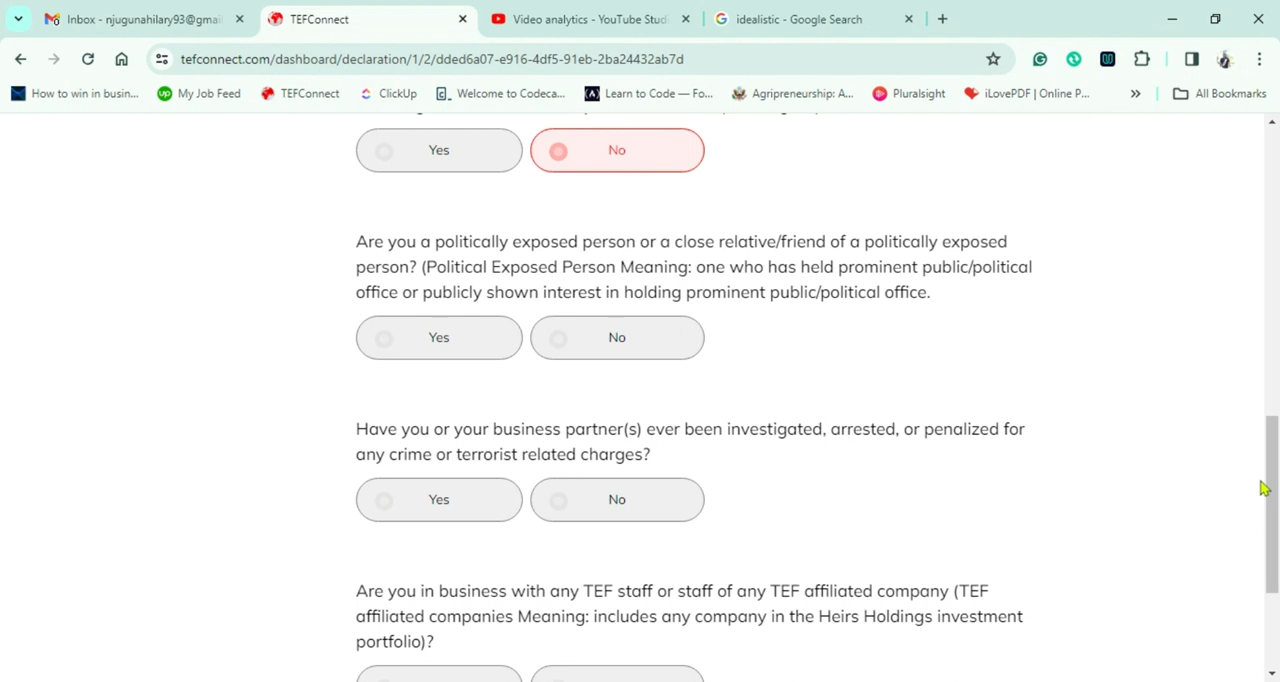 Inbox - njugunahilary93@gmai
TEFConnect
Video analytics - YouTube Studi
idealistic - Google Search
tefconnect.com/dashboard/declaration/1/2/dded6a07-e916-4df5-91eb-2ba24432ab7d
How to win in busin...
My Job Feed
TEFConnect
ClickUp
Welcome to Codeca...
Learn to Code — Fo...
Agripreneurship: A...
Pluralsight
iLovePDF | Online P...
All Bookmarks
Yes
No
Are you a politically exposed person or a close relative/friend of a politically exposed
person? (Political Exposed Person Meaning: one who has held prominent public/political
office or publicly shown interest in holding prominent public/political office.
Yes
No
Have you or your business partner(s) ever been investigated, arrested, or penalized for
any crime or terrorist related charges?
Yes
No
Are you in business with any TEF staff or staff of any TEF affiliated company (TEF
affiliated companies Meaning: includes any company in the Heirs Holdings investment
portfolio)?